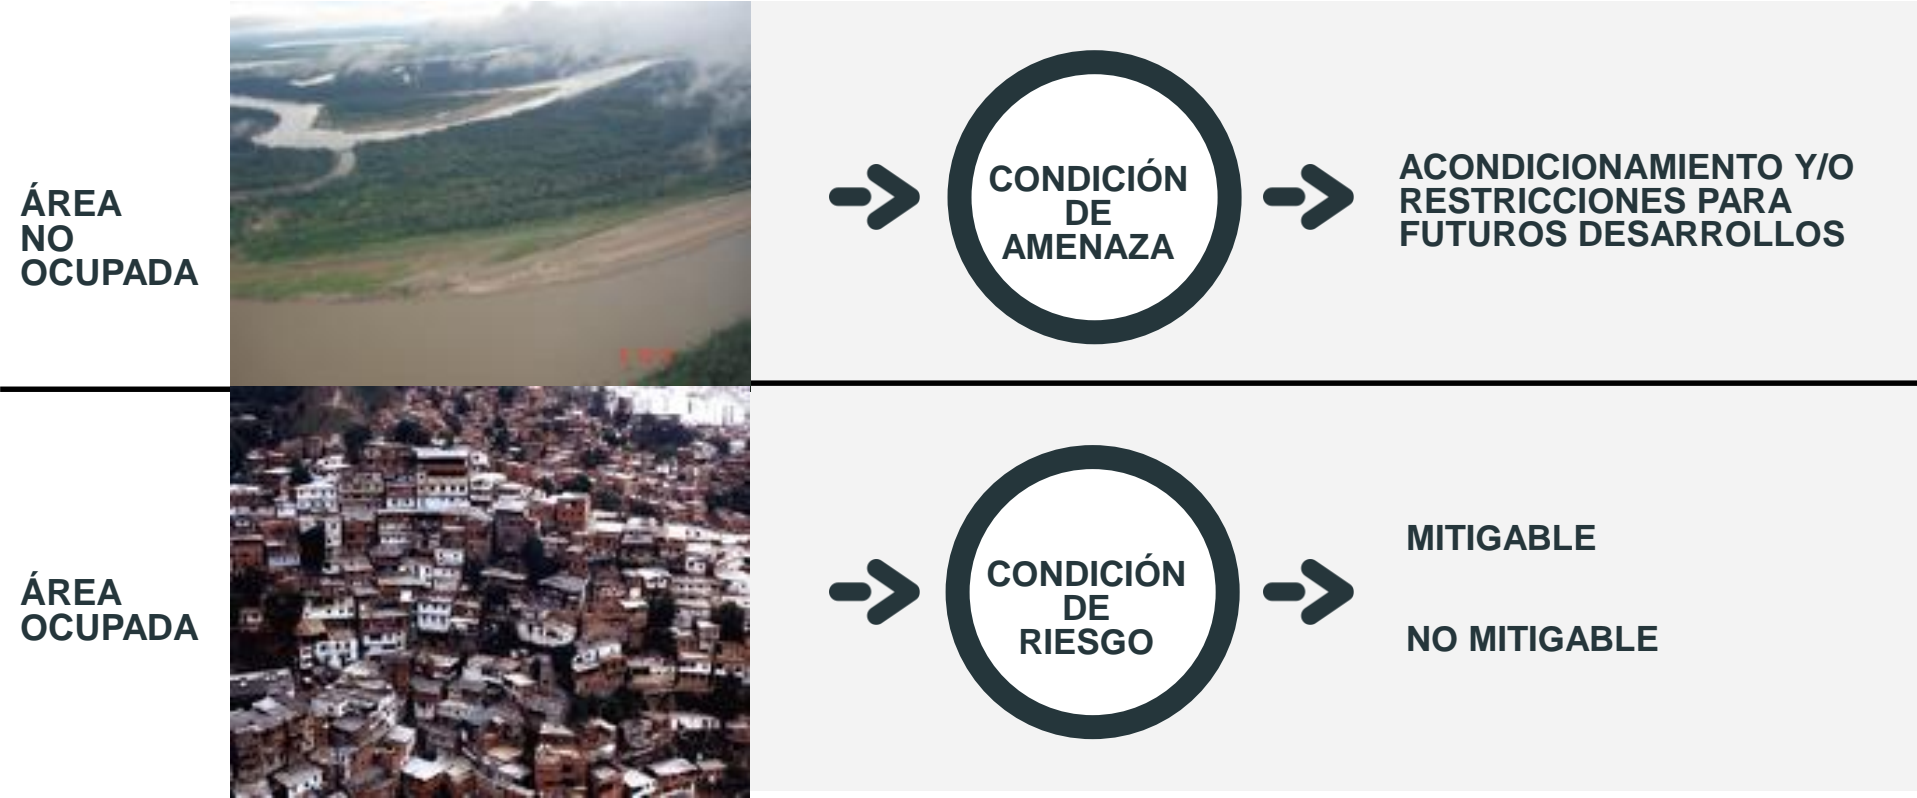 ÁREA
NO
OCUPADA
CONDICIÓN
DE
AMENAZA
ACONDICIONAMIENTO Y/O
RESTRICCIONES PARA
FUTUROS DESARROLLOS
ÁREA
OCUPADA
CONDICIÓN
DE
RIESGO
MITIGABLE
NO MITIGABLE